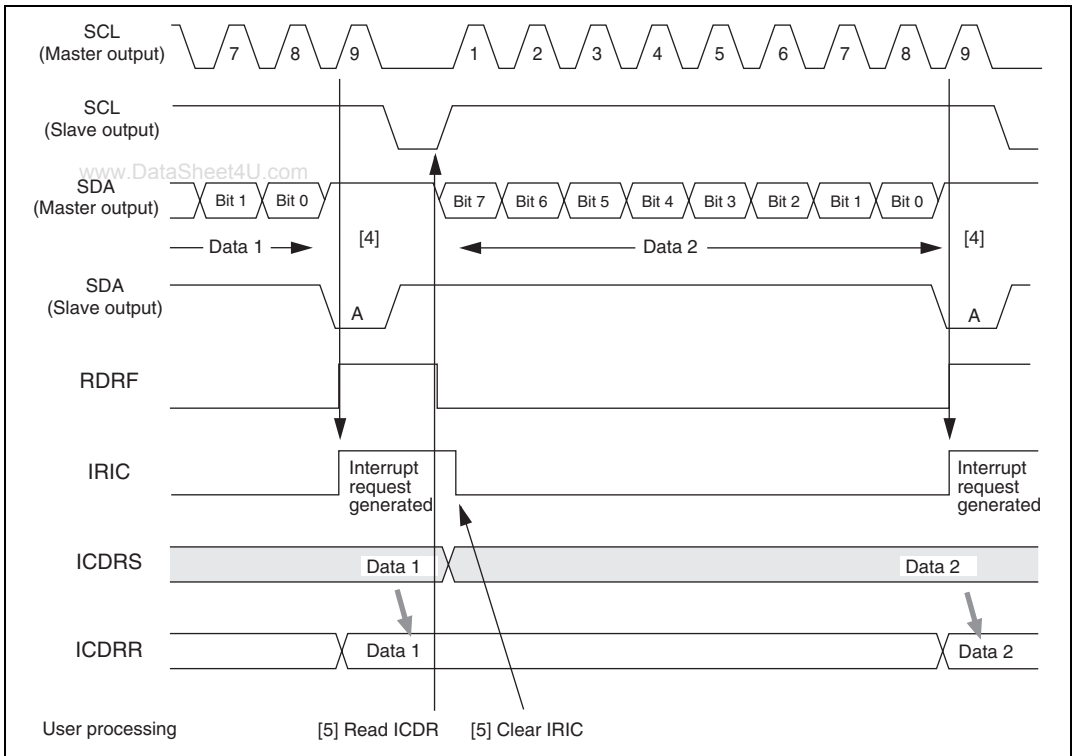 SCL
(Master output)
7 8 9 1 2 3 4 5 6 7 8 9
SCL
(Slave output)
www.DataSheet4U.com
SDA
(Master output)
Bit 1 Bit 0 Bit 7 Bit 6 Bit 5 Bit 4 Bit 3 Bit 2 Bit 1 Bit 0
Data 1 [4] Data 2 [4]
SDA
(Slave output)
A A
RDRF
IRIC
Interrupt
request
generated
Interrupt
request
generated
ICDRS
Data 1 Data 2
ICDRR
Data 1 Data 2
User processing [5] Read ICDR [5] Clear IRIC